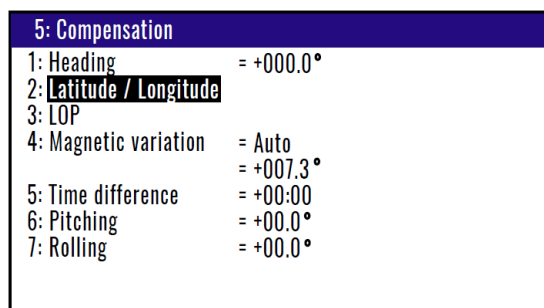 5: Compensation
1: Heading = +000.0°
2: Latitude / Longitude
3: LOP
4: Magnetic variation = Auto
= +007.3°
5: Time difference = +00:00
6: Pitching = +00.0°
7: Rolling = +00.0°